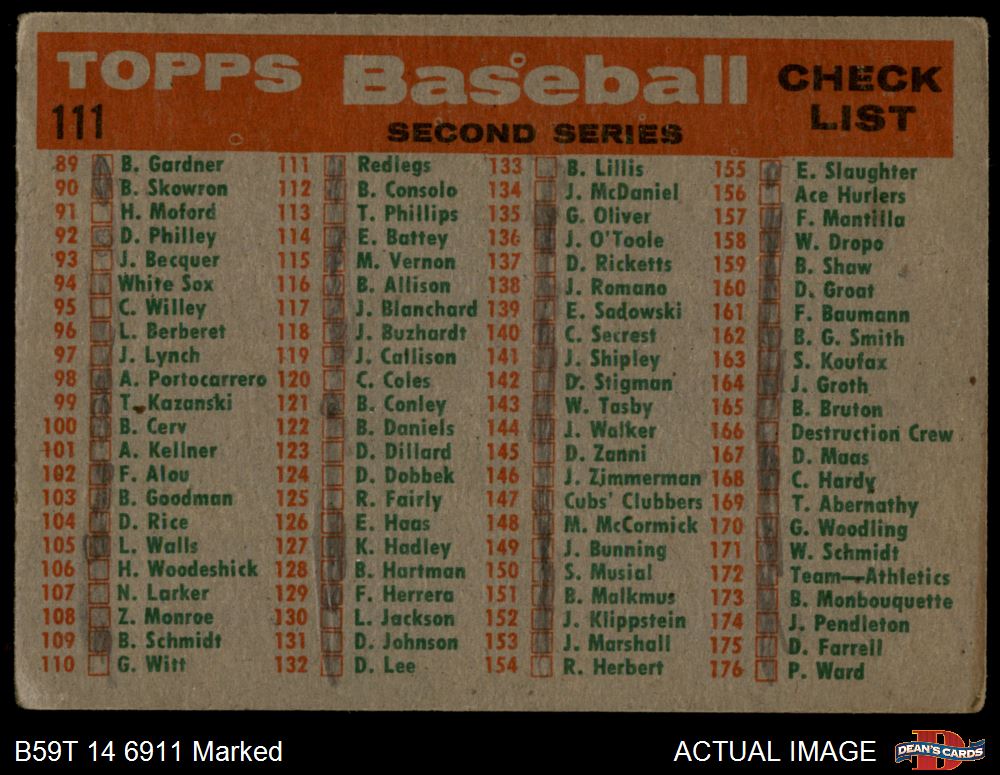 TOPPS Baseball CHECK LIST
111 SECOND SERIES
89 B. Gardner
90 B. Skowron
91 H. Moford
92 D. Philley
93 J. Becquer
94 White Sox
95 C. Willey
96 L. Berberet
97 J. Lynch
98 A. Portocarrero
99 T. Kazanski
100 B. Cerv
101 A. Kellner
102 F. Alou
103 B. Goodman
104 D. Rice
105 L. Walls
106 H. Woodeshick
107 N. Larker
108 Z. Monroe
109 B. Schmidt
110 G. Witt
111 Redlegs
112 B. Consolo
113 T. Phillips
114 E. Battey
115 M. Vernon
116 B. Allison
117 J. Blanchard
118 J. Buzhardt
119 J. Callison
120 C. Coles
121 B. Conley
122 B. Daniels
123 D. Dillard
124 D. Dobbek
125 R. Fairly
126 E. Haas
127 K. Hadley
128 B. Hartman
129 F. Herrera
130 L. Jackson
131 D. Johnson
132 D. Lee
133 B. Lillis
134 J. McDaniel
135 G. Oliver
136 J. O'Toole
137 D. Ricketts
138 J. Romano
139 E. Sadowski
140 C. Secrest
141 J. Shipley
142 D. Stigman
143 W. Tasby
144 J. Walker
145 D. Zanni
146 J. Zimmerman
147 Cubs' Clubbers
148 M. McCormick
149 J. Bunning
150 S. Musial
151 B. Malkmus
152 J. Klippstein
153 J. Marshall
154 R. Herbert
155 E. Slaughter
156 Ace Hurlers
157 F. Mantilla
158 W. Dropo
159 B. Shaw
160 D. Groat
161 F. Baumann
162 B. G. Smith
163 S. Koufax
164 J. Groth
165 B. Bruton
166 Destruction Crew
167 D. Maas
168 C. Hardy
169 T. Abernathy
170 G. Woodling
171 W. Schmidt
172 Team—Athletics
173 B. Monbouquette
174 J. Pendleton
175 D. Farrell
176 P. Ward
B59T 14 6911 Marked
ACTUAL IMAGE
DEAN'S CARDS